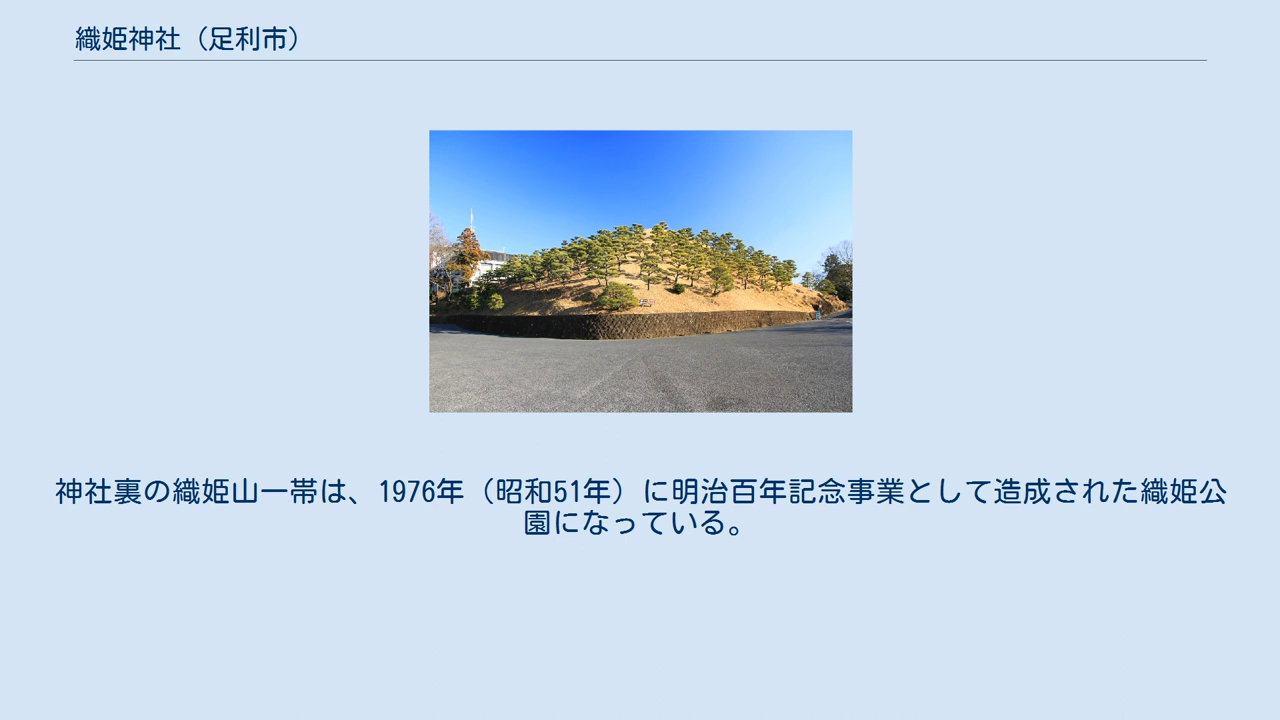 織姫神社（足利市）
神社裏の織姫山一帯は、1976年（昭和51年）に明治百年記念事業として造成された織姫公
園になっている。